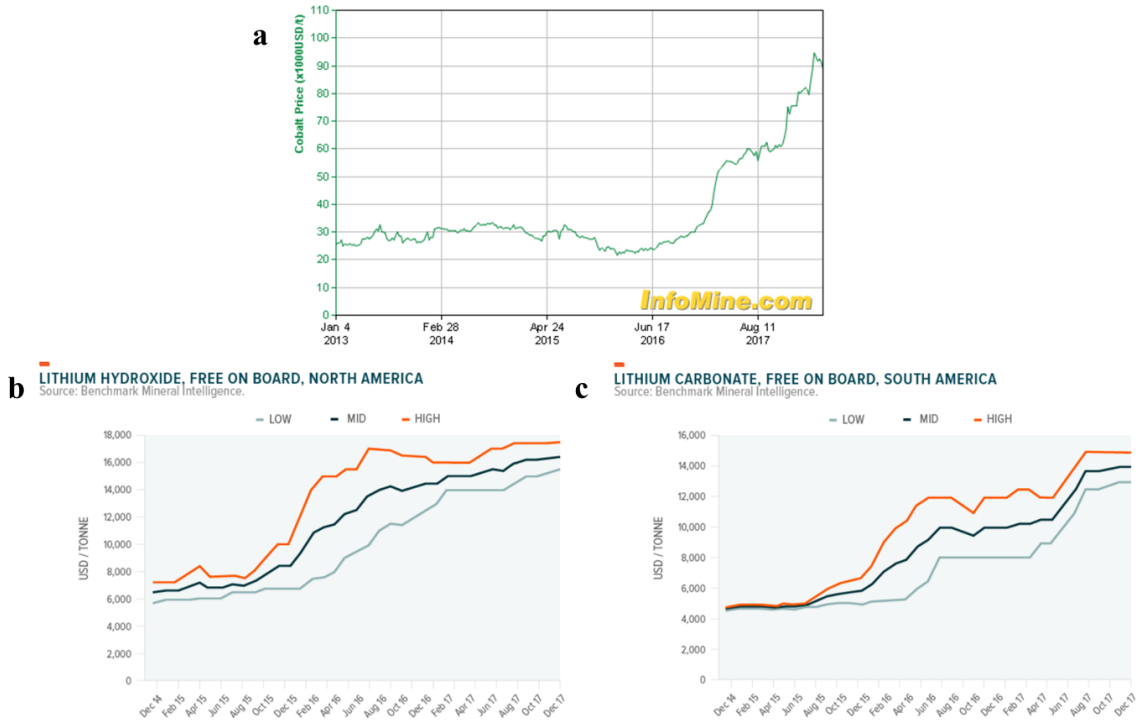 a
Cobalt Price (x1000USD/t)
110
100
90
80
70
60
50
40
30
20
10
0
Jan 4 2013
Feb 28 2014
Apr 24 2015
Jun 17 2016
Aug 11 2017
InfoMine.com
b
LITHIUM HYDROXIDE, FREE ON BOARD, NORTH AMERICA
Source: Benchmark Mineral Intelligence.
LOW MID HIGH
USD / TONNE
18,000
16,000
14,000
12,000
10,000
8,000
6,000
4,000
2,000
0
Dec 14 Feb 15 Apr 15 Jun 15 Aug 15 Oct 15 Dec 15 Feb 16 Apr 16 Jun 16 Aug 16 Oct 16 Dec 16 Feb 17 Apr 17 Jun 17 Aug 17 Oct 17 Dec 17
c
LITHIUM CARBONATE, FREE ON BOARD, SOUTH AMERICA
Source: Benchmark Mineral Intelligence.
LOW MID HIGH
USD / TONNE
16,000
14,000
12,000
10,000
8,000
6,000
4,000
2,000
0
Dec 14 Feb 15 Apr 15 Jun 15 Aug 15 Oct 15 Dec 15 Feb 16 Apr 16 Jun 16 Aug 16 Oct 16 Dec 16 Feb 17 Apr 17 Jun 17 Aug 17 Oct 17 Dec 17